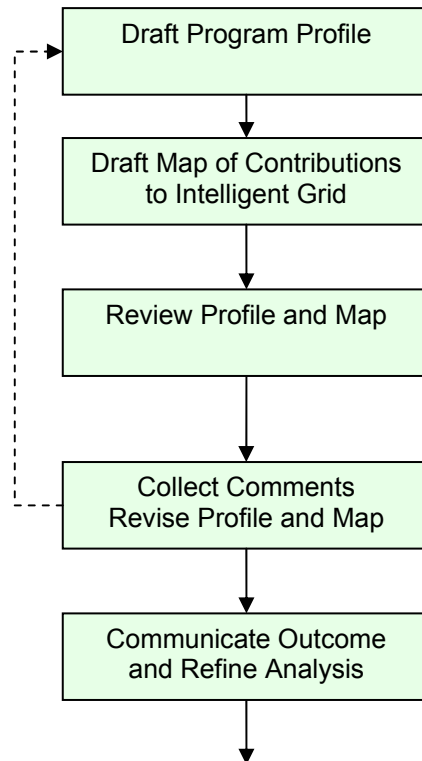 Draft Program Profile
Draft Map of Contributions
to Intelligent Grid
Review Profile and Map
Collect Comments
Revise Profile and Map
Communicate Outcome
and Refine Analysis